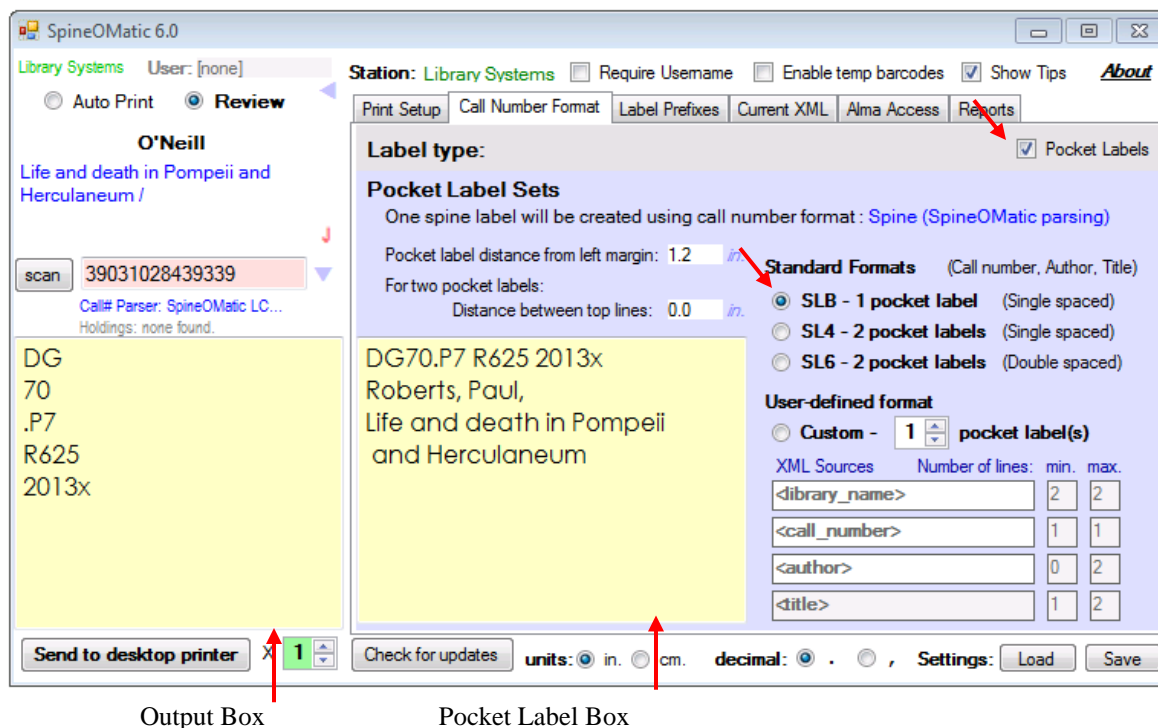 SpineOMatic 6.0
Library Systems User: [none]
Auto Print Review
O'Neill
Life and death in Pompeii and
Herculaneum /
scan 39031028439339
Call# Parser: SpineOMatic LC...
Holdings: none found.
DG
70
.P7
R625
2013x
Send to desktop printer X 1
Station: Library Systems Require Username Enable temp barcodes Show Tips About
Print Setup Call Number Format Label Prefixes Current XML Alma Access Reports
Label type: Pocket Labels
Pocket Label Sets
One spine label will be created using call number format : Spine (SpineOMatic parsing)
Pocket label distance from left margin: 1.2 in.
For two pocket labels:
Distance between top lines: 0.0 in.
DG70.P7 R625 2013x
Roberts, Paul,
Life and death in Pompeii
and Herculaneum
Standard Formats (Call number, Author, Title)
SLB - 1 pocket label (Single spaced)
SL4 - 2 pocket labels (Single spaced)
SL6 - 2 pocket labels (Double spaced)
User-defined format
Custom - 1 pocket label(s)
XML Sources Number of lines: min. max.
<library_name> 2 2
<call_number> 1 1
<author> 0 2
<title> 1 2
Check for updates units: in. cm. decimal: . , Settings: Load Save
Output Box Pocket Label Box